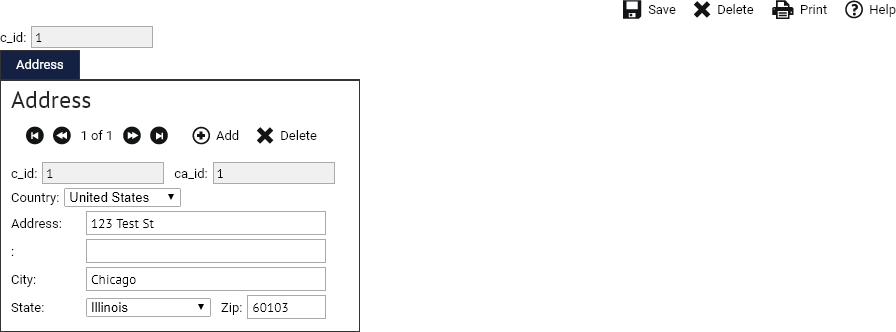 Save Delete Print Help
c_id: 1
Address
Address
1 of 1 Add Delete
c_id: 1 ca_id: 1
Country: United States
Address: 123 Test St
:
City: Chicago
State: Illinois Zip: 60103